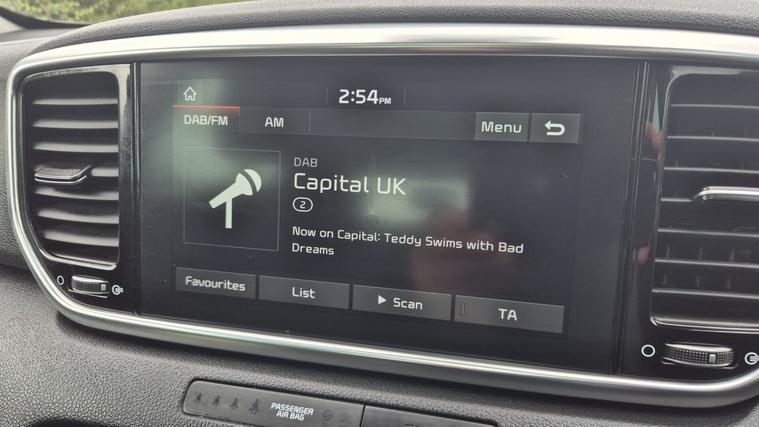 2:54PM
DAB/FM AM Menu
DAB
Capital UK
2
Now on Capital: Teddy Swims with Bad
Dreams
Favourites List Scan TA
PASSENGER
AIR BAG